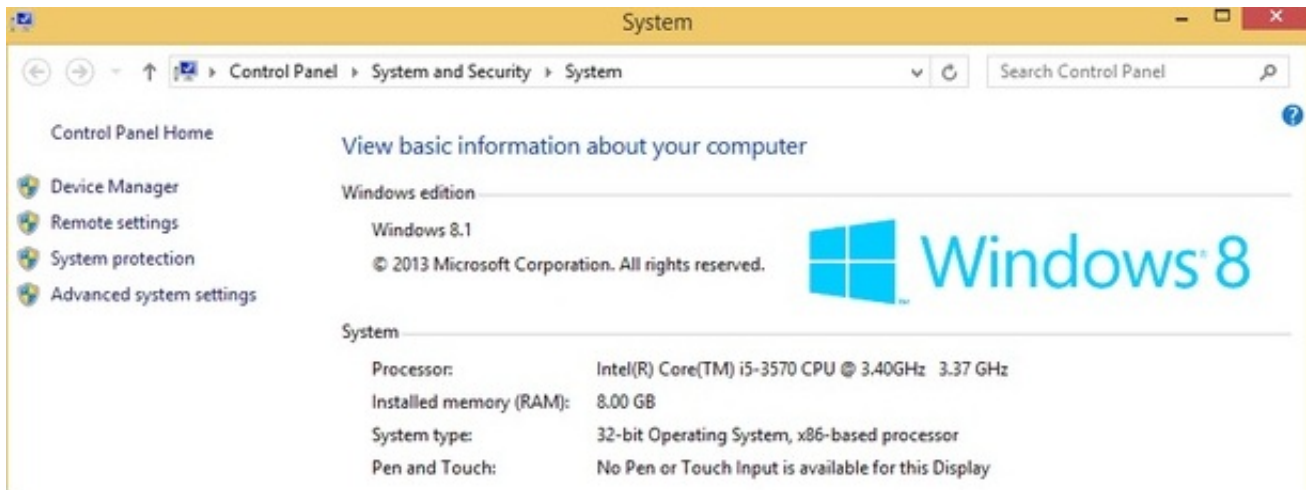 System
Control Panel System and Security System
Search Control Panel
Control Panel Home
Device Manager
Remote settings
System protection
Advanced system settings
View basic information about your computer
Windows edition
Windows 8.1
© 2013 Microsoft Corporation. All rights reserved.
Windows® 8
™
System
Processor: Intel(R) Core(TM) i5-3570 CPU @ 3.40GHz 3.37 GHz
Installed memory (RAM): 8.00 GB
System type: 32-bit Operating System, x86-based processor
Pen and Touch: No Pen or Touch Input is available for this Display